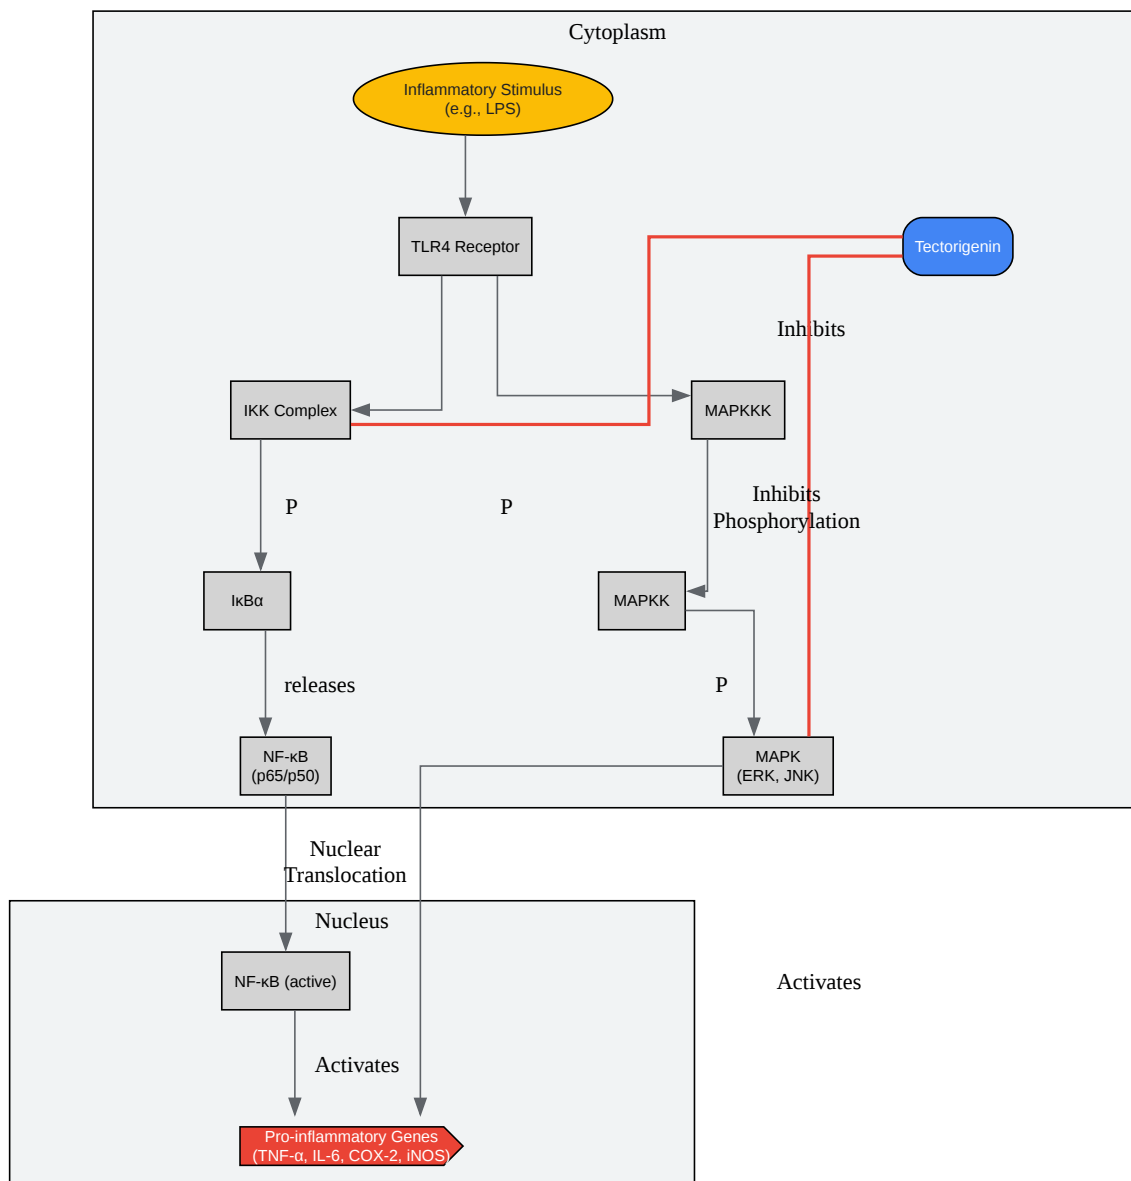 Cytoplasm
Inflammatory Stimulus
(e.g., LPS)
TLR4 Receptor
Tectorigenin
Inhibits
IKK Complex
MAPKKK
P
P
Inhibits
Phosphorylation
IκBα
MAPKK
releases
P
NF-κB
(p65/p50)
MAPK
(ERK, JNK)
Nuclear
Translocation
Nucleus
NF-κB (active)
Activates
Activates
Pro-inflammatory Genes
(TNF-α, IL-6, COX-2, iNOS)